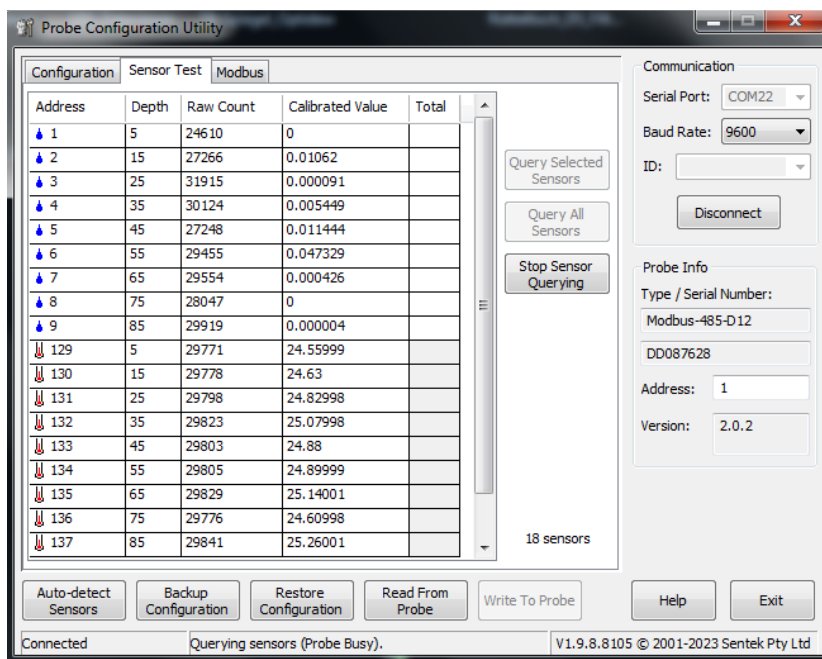 Probe Configuration Utility
Configuration Sensor Test Modbus
Address Depth Raw Count Calibrated Value Total
1 5 24610 0
2 15 27266 0.01062
3 25 31915 0.000091
4 35 30124 0.005449
5 45 27248 0.011444
6 55 29455 0.047329
7 65 29554 0.000426
8 75 28047 0
9 85 29919 0.000004
129 5 29771 24.55999
130 15 29778 24.63
131 25 29798 24.82998
132 35 29823 25.07998
133 45 29803 24.88
134 55 29805 24.89999
135 65 29829 25.14001
136 75 29776 24.60998
137 85 29841 25.26001
Query Selected
Sensors
Query All
Sensors
Stop Sensor
Querying
18 sensors
Communication
Serial Port: COM22
Baud Rate: 9600
ID:
Disconnect
Probe Info
Type / Serial Number:
Modbus-485-D12
DD087628
Address: 1
Version: 2.0.2
Auto-detect
Sensors
Backup
Configuration
Restore
Configuration
Read From
Probe
Write To Probe
Help
Exit
Connected
Querying sensors (Probe Busy).
V1.9.8.8105 © 2001-2023 Sentek Pty Ltd